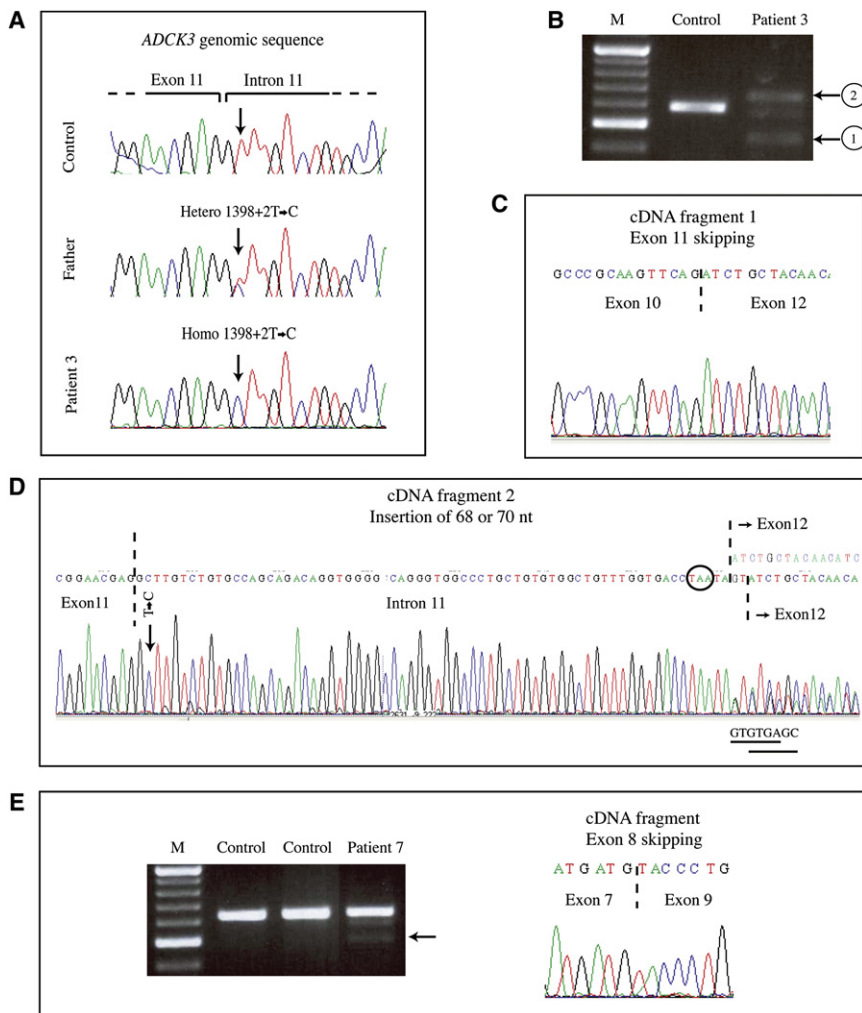 A
ADCK3 genomic sequence
Exon 11 Intron 11
Control
Hetero 1398+2T→C
Father
Homo 1398+2T→C
Patient 3
B
M Control Patient 3
2
1
C
cDNA fragment 1
Exon 11 skipping
GCCCGCAAGTTCAGATCTGCTACAACA
Exon 10 Exon 12
D
cDNA fragment 2
Insertion of 68 or 70 nt
→ Exon12
ATCTGCTACAACATC
CGGAACGAGGCTTGTCTGTGCCAGCAGACAGGTGGGG CAGGGTGGCCCTGCTGTGTGGCTGTTTGGTGACCTAATAGTATCTGCTACAACA
Exon11 T→C Intron 11 → Exon12
GTGTGAGC
E
M Control Control Patient 7
cDNA fragment
Exon 8 skipping
ATGATGTACCCTG
Exon 7 Exon 9